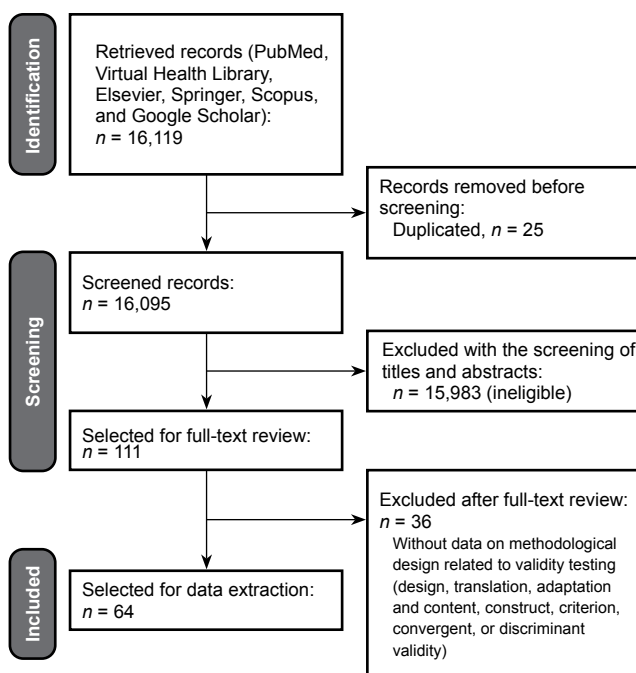 Identification
Retrieved records (PubMed,
Virtual Health Library,
Elsevier, Springer, Scopus,
and Google Scholar):
n = 16,119
Records removed before
screening:
Duplicated, n = 25
Screening
Screened records:
n = 16,095
Excluded with the screening of
titles and abstracts:
n = 15,983 (ineligible)
Selected for full-text review:
n = 111
Excluded after full-text review:
n = 36
Without data on methodological
design related to validity testing
(design, translation, adaptation
and content, construct, criterion,
convergent, or discriminant
validity)
Included
Selected for data extraction:
n = 64